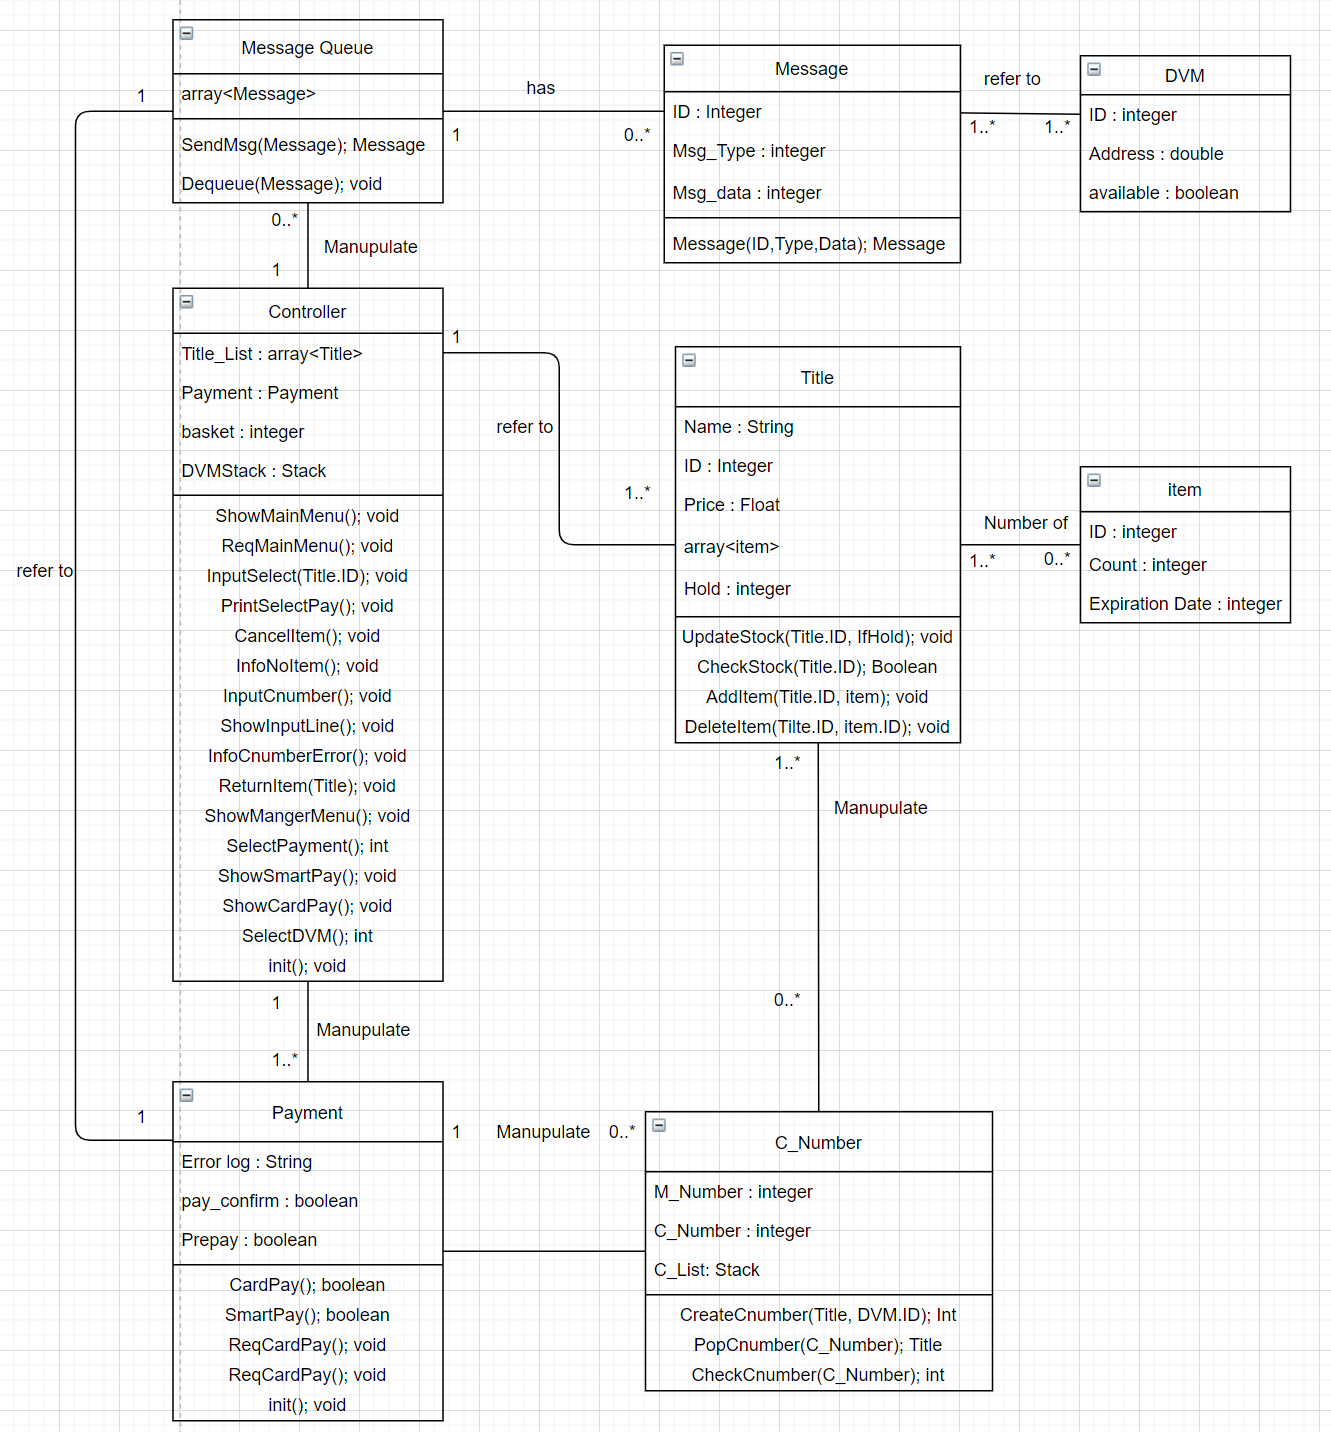 Message Queue
array<Message>
SendMsg(Message); Message
Dequeue(Message); void
1
has
1
0..*
Message
ID : Integer
Msg_Type : integer
Msg_data : integer
Message(ID,Type,Data); Message
refer to
1..*
1..*
DVM
ID : integer
Address : double
available : boolean
0..*
Manupulate
1
Controller
Title_List : array<Title>
Payment : Payment
basket : integer
DVMStack : Stack
ShowMainMenu(); void
ReqMainMenu(); void
InputSelect(Title.ID); void
PrintSelectPay(); void
CancelItem(); void
InfoNoItem(); void
InputCnumber(); void
ShowInputLine(); void
InfoCnumberError(); void
ReturnItem(Title); void
ShowMangerMenu(); void
SelectPayment(); int
ShowSmartPay(); void
ShowCardPay(); void
SelectDVM(); int
init(); void
1
refer to
1..*
Title
Name : String
ID : Integer
Price : Float
array<item>
Hold : integer
UpdateStock(Title.ID, IfHold); void
CheckStock(Title.ID); Boolean
AddItem(Title.ID, item); void
DeleteItem(Tilte.ID, item.ID); void
Number of
1..*
0..*
item
ID : integer
Count : integer
Expiration Date : integer
refer to
1..*
Manupulate
0..*
1
Manupulate
1..*
1
Payment
Error log : String
pay_confirm : boolean
Prepay : boolean
CardPay(); boolean
SmartPay(); boolean
ReqCardPay(); void
ReqCardPay(); void
init(); void
1
Manupulate
0..*
C_Number
M_Number : integer
C_Number : integer
C_List: Stack
CreateCnumber(Title, DVM.ID); Int
PopCnumber(C_Number); Title
CheckCnumber(C_Number); int